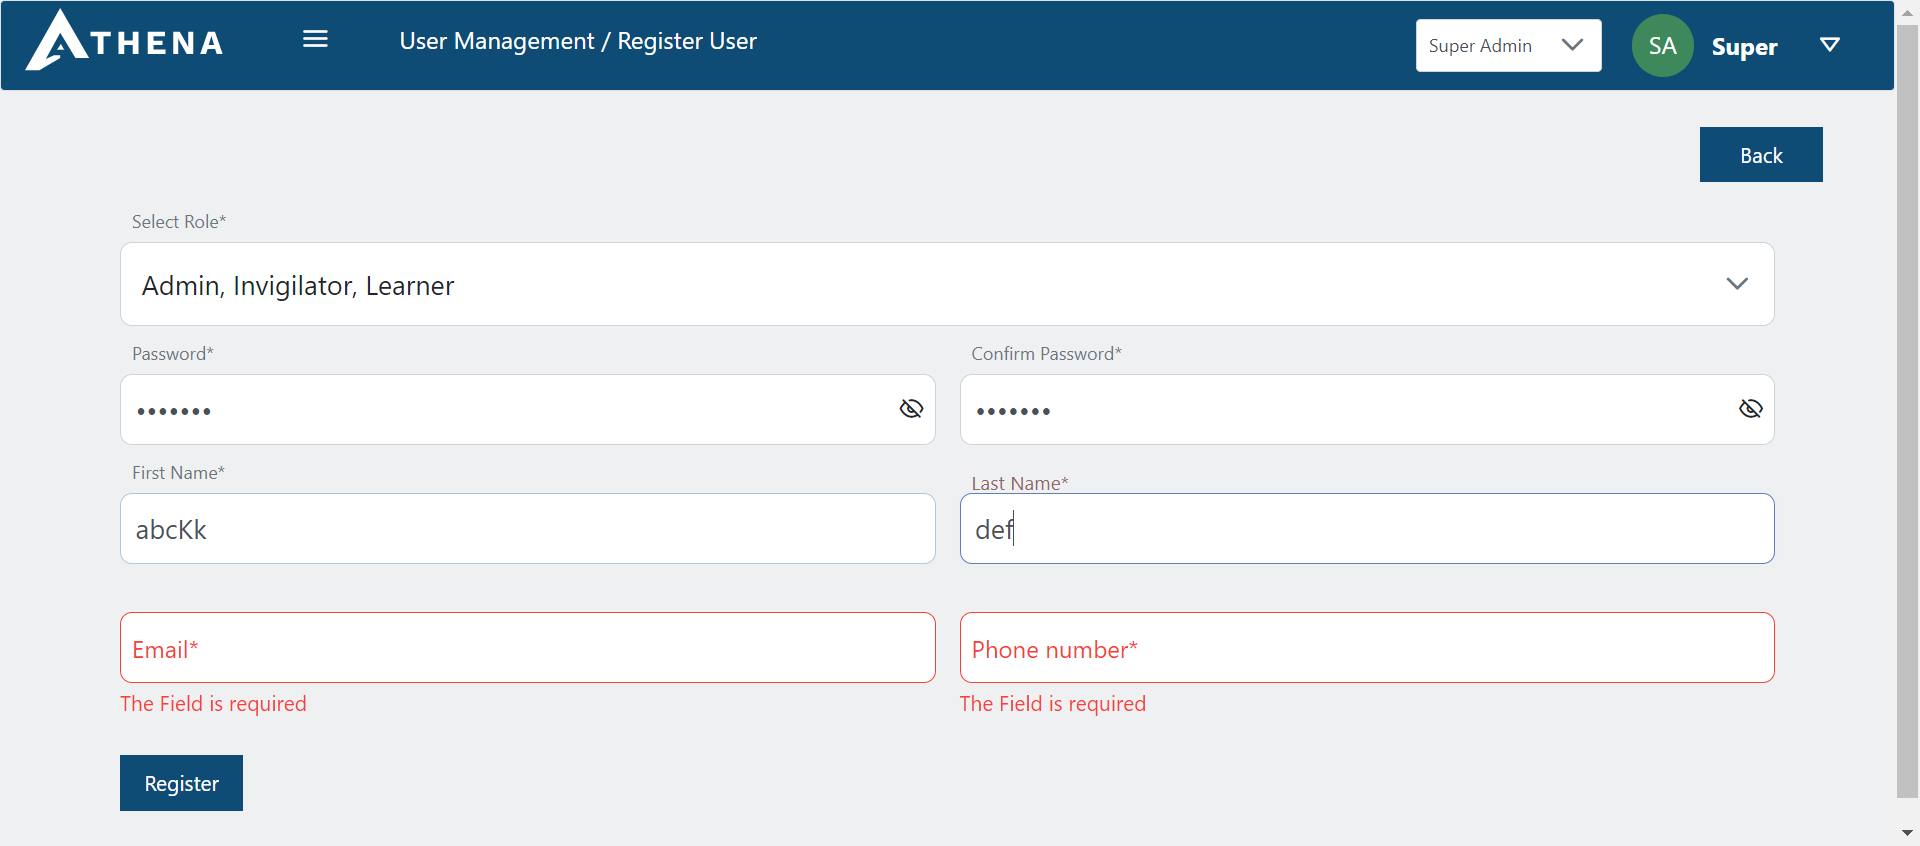 ATHENA
User Management / Register User
Super Admin
SA
Super
Back
Select Role*
Admin, Invigilator, Learner
Password*
Confirm Password*
•••••••
•••••••
First Name*
Last Name*
abcKk
def
Email*
Phone number*
The Field is required
The Field is required
Register